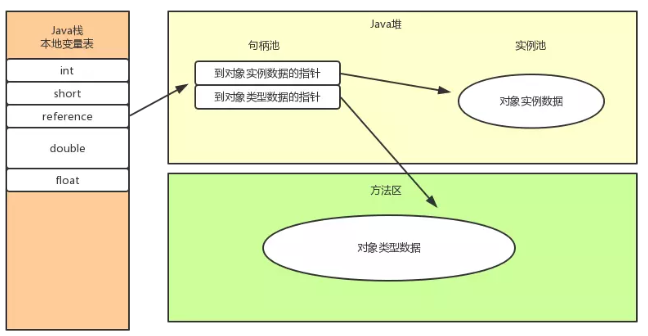 Java栈
本地变量表
int
short
reference
double
float
Java堆
句柄池
实例池
到对象实例数据的指针
到对象类型数据的指针
对象实例数据
方法区
对象类型数据